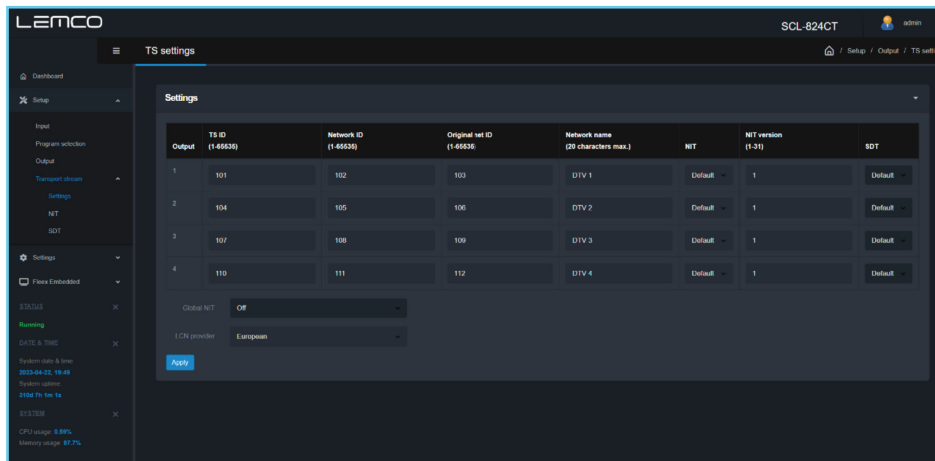 LEMCO
SCL-824CT
admin
TS settings
/ Setup / Output / TS setti
Dashboard
Setup
Input
Program selection
Output
Transport stream
Settings
NIT
SDT
Settings
Embedded
STATUS
Running
DATE & TIME
System date & time
2023-04-22, 19:49
System uptime
210d 7h 1m 1s
SYSTEM
CPU usage: 0.50%
Memory usage: 97.7%
Settings
Output TS ID (1-65535) Network ID (1-65535) Original net ID (1-65535) Network name (20 characters max.) NIT NIT version (1-31) SDT
1 101 102 103 DTV 1 Default 1 Default
2 104 105 106 DTV 2 Default 1 Default
3 107 108 109 DTV 3 Default 1 Default
4 110 111 112 DTV 4 Default 1 Default
Global NIT Off
LCN provider European
Apply